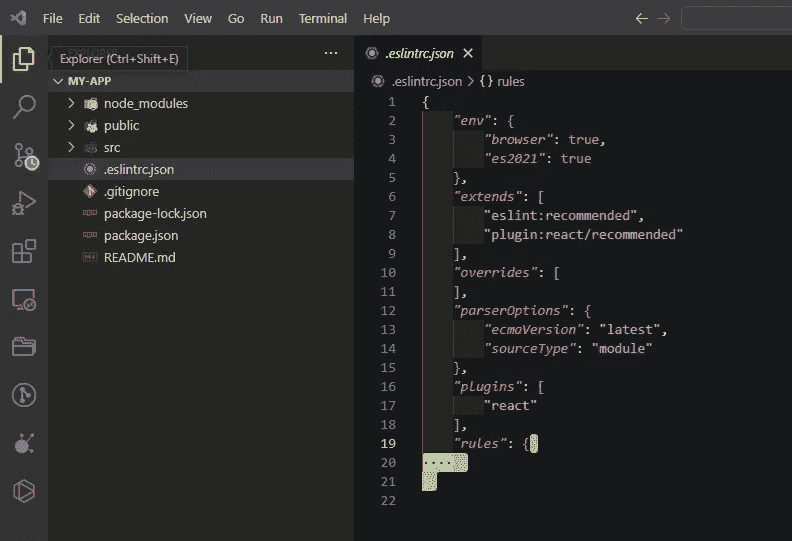 File Edit Selection View Go Run Terminal Help
Explorer (Ctrl+Shift+E)
MY-APP
node_modules
public
src
.eslintrc.json
.gitignore
package-lock.json
package.json
README.md
.eslintrc.json
.eslintrc.json > {} rules
1 {
2 "env": {
3 "browser": true,
4 "es2021": true
5 },
6 "extends": [
7 "eslint:recommended",
8 "plugin:react/recommended"
9 ],
10 "overrides": [
11 ],
12 "parserOptions": {
13 "ecmaVersion": "latest",
14 "sourceType": "module"
15 },
16 "plugins": [
17 "react"
18 ],
19 "rules": {
20
21
22